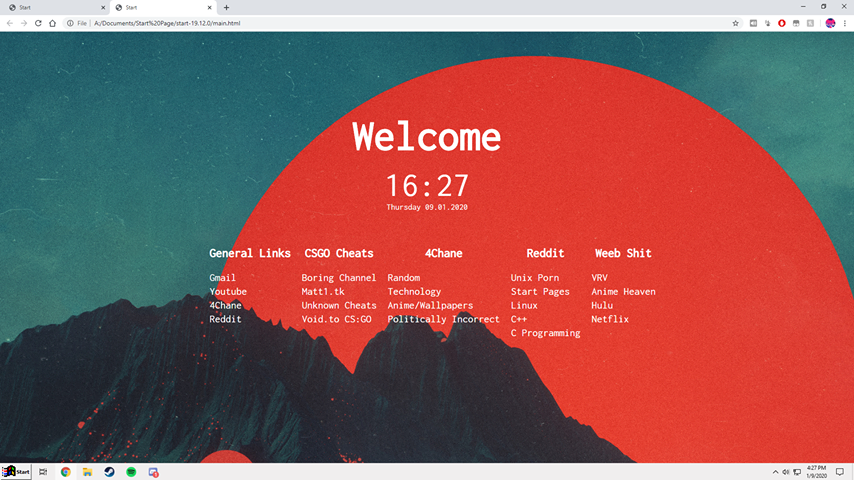 Start
Start
File | A:/Documents/Start%20Page/start-19.12.0/main.html
Welcome
16:27
Thursday 09.01.2020
General Links CSGO Cheats 4Chane Reddit Weeb Shit
Gmail Boring Channel Random Unix Porn VRV
Youtube Matt1.tk Technology Start Pages Anime Heaven
4Chane Unknown Cheats Anime/Wallpapers Linux Hulu
Reddit Void.to CS:GO Politically Incorrect C++ Netflix
C Programming
Start
4:27 PM
1/9/2020